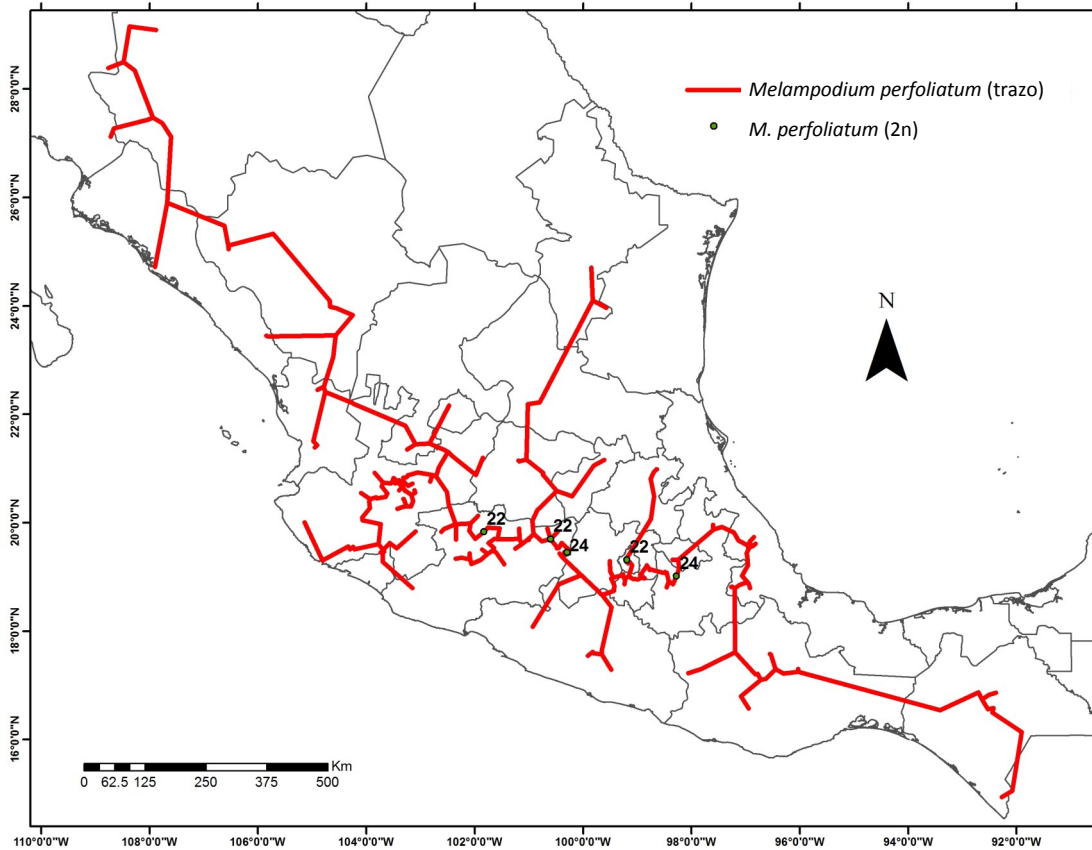 Melampodium perfoliatum (trazo)
M. perfoliatum (2n)
N
28°0'0"N
26°0'0"N
24°0'0"N
22°0'0"N
20°0'0"N
18°0'0"N
16°0'0"N
22
22
24
22
24
Km
0 62.5 125 250 375 500
110°0'0"W 108°0'0"W 106°0'0"W 104°0'0"W 102°0'0"W 100°0'0"W 98°0'0"W 96°0'0"W 94°0'0"W 92°0'0"W